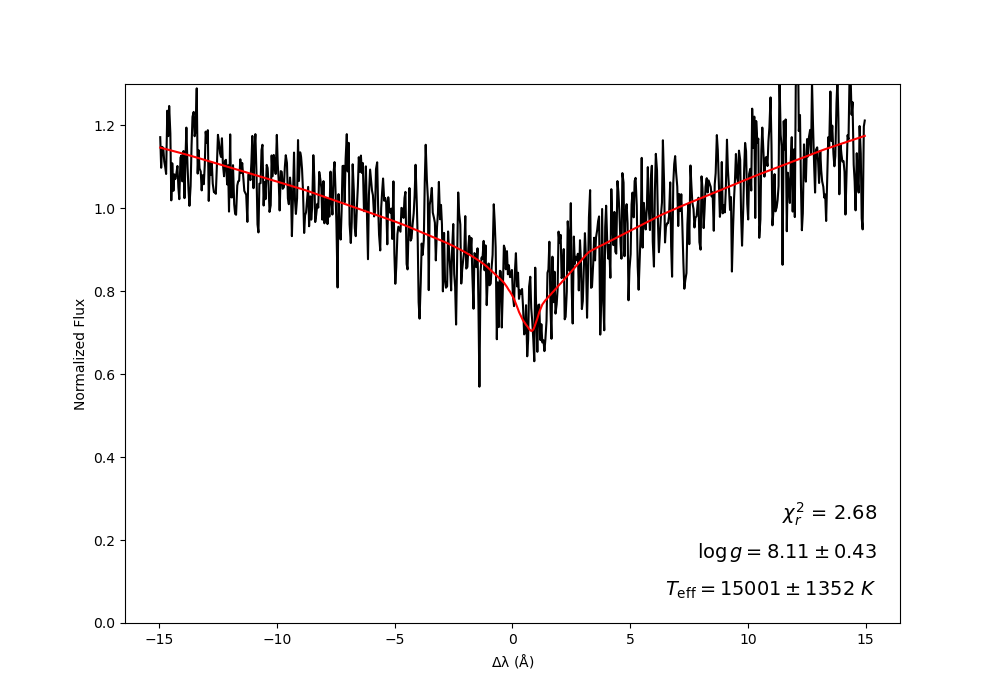 1.2
1.0
0.8
0.6
0.4
0.2
0.0
Normalized Flux
χ²ᵣ = 2.68
log g = 8.11 ± 0.43
T_eff = 15001 ± 1352 K
−15 −10 −5 0 5 10 15
Δλ (Å)